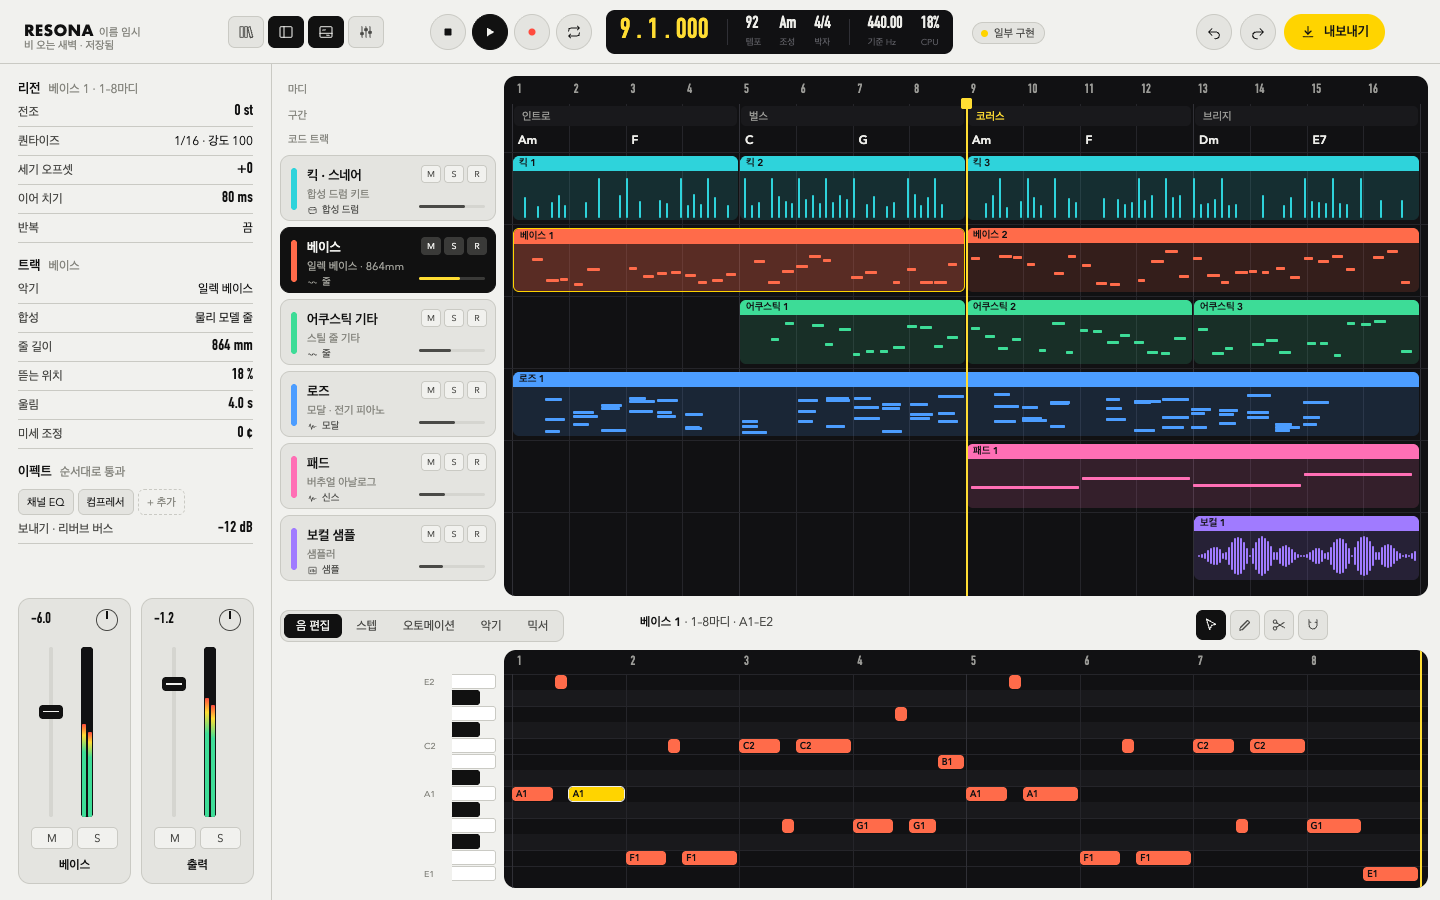 RESONA 이름 임시
비 오는 새벽 · 저장됨
9.1.000
92 Am 4/4 440.00 18%
템포 조성 박자 기준 Hz CPU
일부 구현
내보내기
리전 베이스 1 · 1-8마디
전조 0 st
퀀타이즈 1/16 · 강도 100
세기 오프셋 +0
이어 치기 80 ms
반복 끔
트랙 베이스
악기 일렉 베이스
합성 물리 모델 줄
줄 길이 864 mm
뜯는 위치 18 %
울림 4.0 s
미세 조정 0 ¢
이펙트 순서대로 통과
채널 EQ 컴프레서 + 추가
보내기 · 리버브 버스 -12 dB
-6.0 -1.2
M S M S
베이스 출력
마디
구간
코드 트랙
킥 · 스네어 M S R
합성 드럼 키트
합성 드럼
베이스 M S R
일렉 베이스 · 864mm
줄
어쿠스틱 기타 M S R
스틸 줄 기타
줄
로즈 M S R
모달 · 전기 피아노
모달
패드 M S R
버추얼 아날로그
신스
보컬 샘플 M S R
샘플러
샘플
1 2 3 4 5 6 7 8 9 10 11 12 13 14 15 16
인트로 벌스 코러스 브리지
Am F C G Am F Dm E7
킥 1 킥 2 킥 3
베이스 1 베이스 2
어쿠스틱 1 어쿠스틱 2 어쿠스틱 3
로즈 1
패드 1
보컬 1
음 편집 스텝 오토메이션 악기 믹서
베이스 1 · 1-8마디 · A1-E2
1 2 3 4 5 6 7 8
E2
C2 C2 C2 C2 C2
B1
A1 A1 A1 A1 A1
G1 G1 G1
F1 F1 F1 F1
E1 E1